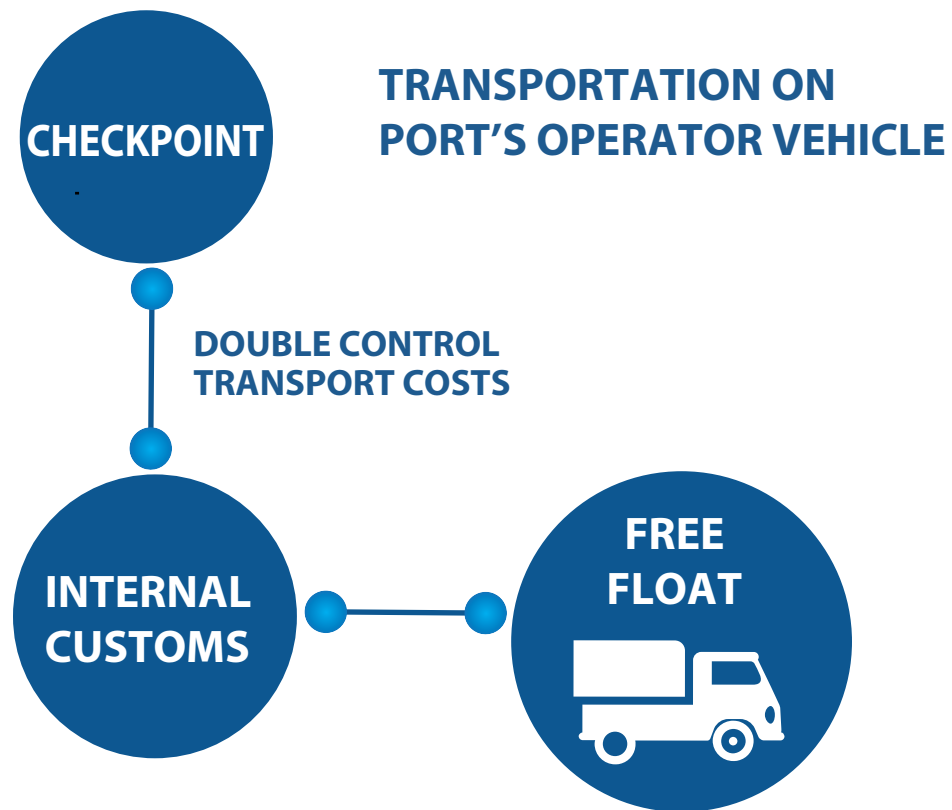 TRANSPORTATION ON
PORT’S OPERATOR VEHICLE
CHECKPOINT
DOUBLE CONTROL
TRANSPORT COSTS
INTERNAL
CUSTOMS
FREE
FLOAT